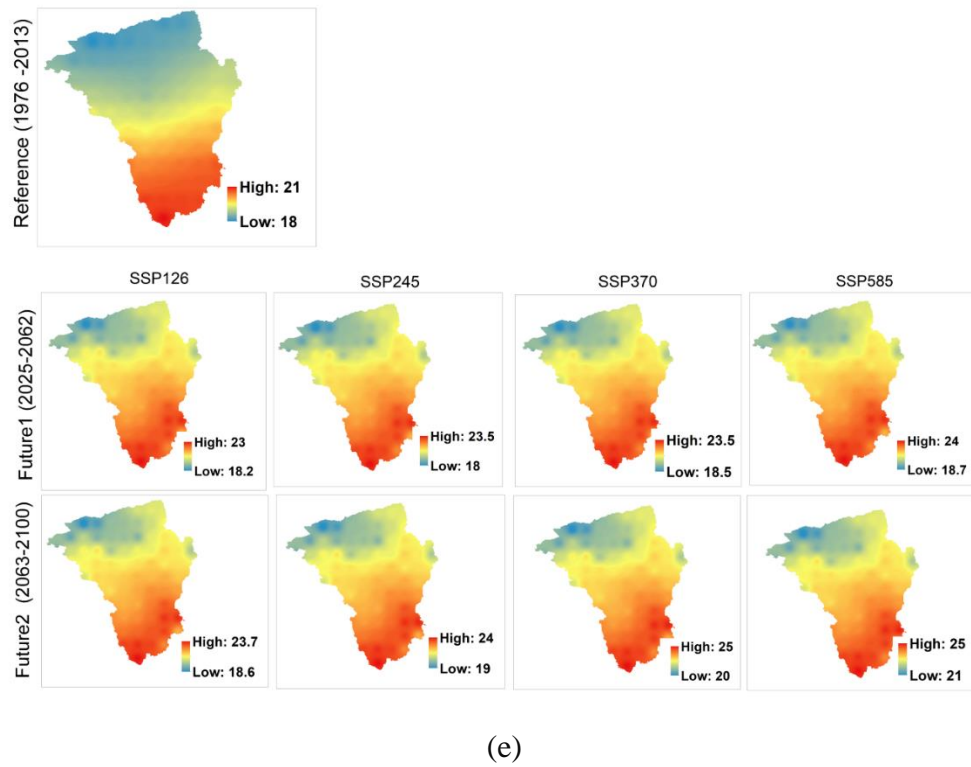 Reference (1976 -2013)
High: 21
Low: 18
SSP126
SSP245
SSP370
SSP585
Future1 (2025-2062)
High: 23
Low: 18.2
High: 23.5
Low: 18
High: 23.5
Low: 18.5
High: 24
Low: 18.7
Future2 (2063-2100)
High: 23.7
Low: 18.6
High: 24
Low: 19
High: 25
Low: 20
High: 25
Low: 21
(e)